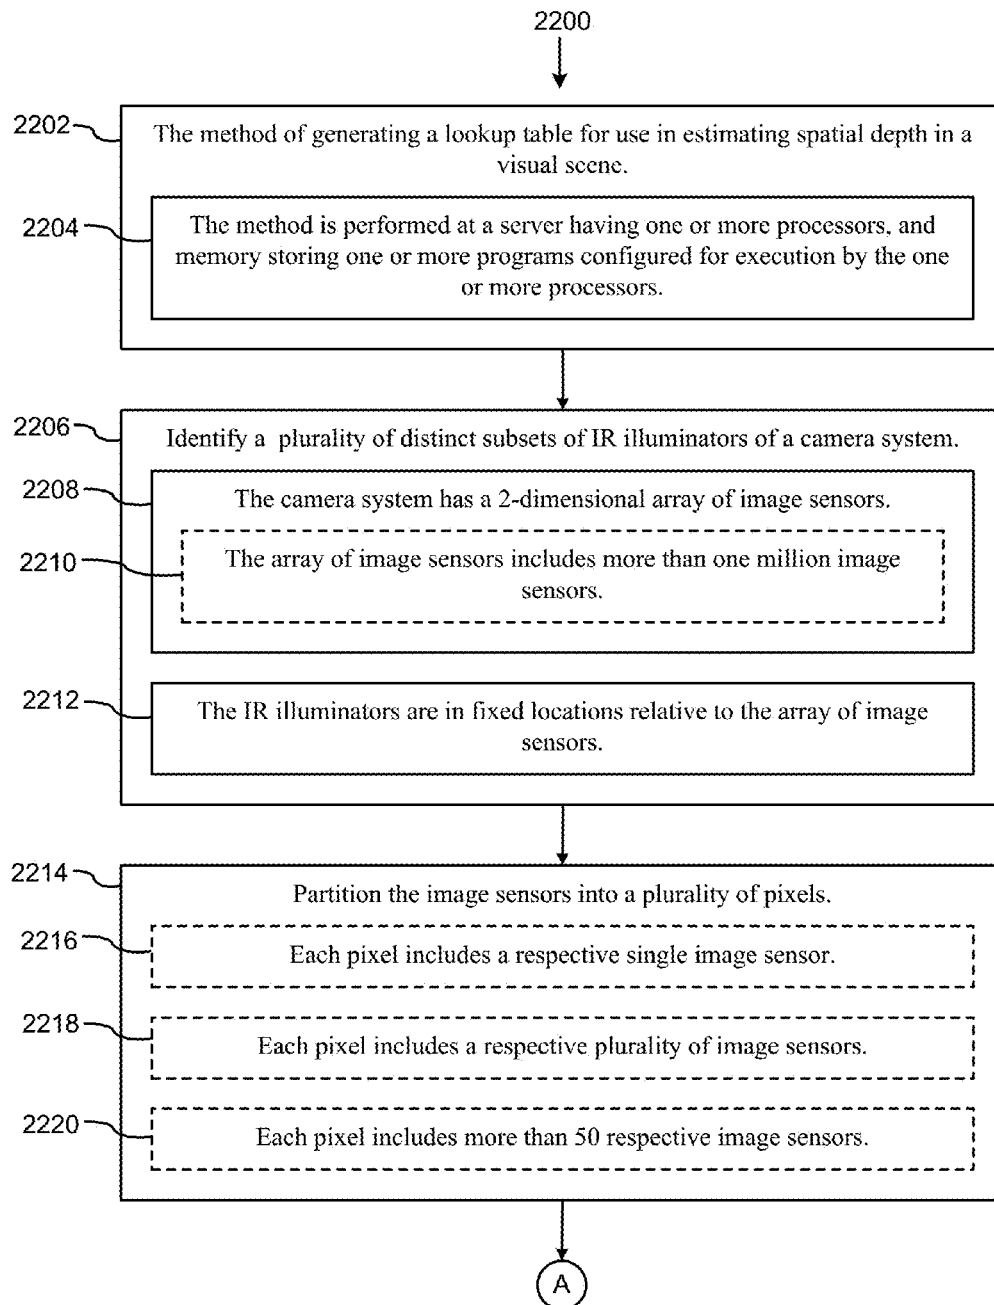 2200
2202
The method of generating a lookup table for use in estimating spatial depth in a
visual scene.
2204
The method is performed at a server having one or more processors, and
memory storing one or more programs configured for execution by the one
or more processors.
2206
Identify a plurality of distinct subsets of IR illuminators of a camera system.
2208
The camera system has a 2-dimensional array of image sensors.
2210
The array of image sensors includes more than one million image
sensors.
2212
The IR illuminators are in fixed locations relative to the array of image
sensors.
2214
Partition the image sensors into a plurality of pixels.
2216
Each pixel includes a respective single image sensor.
2218
Each pixel includes a respective plurality of image sensors.
2220
Each pixel includes more than 50 respective image sensors.
A